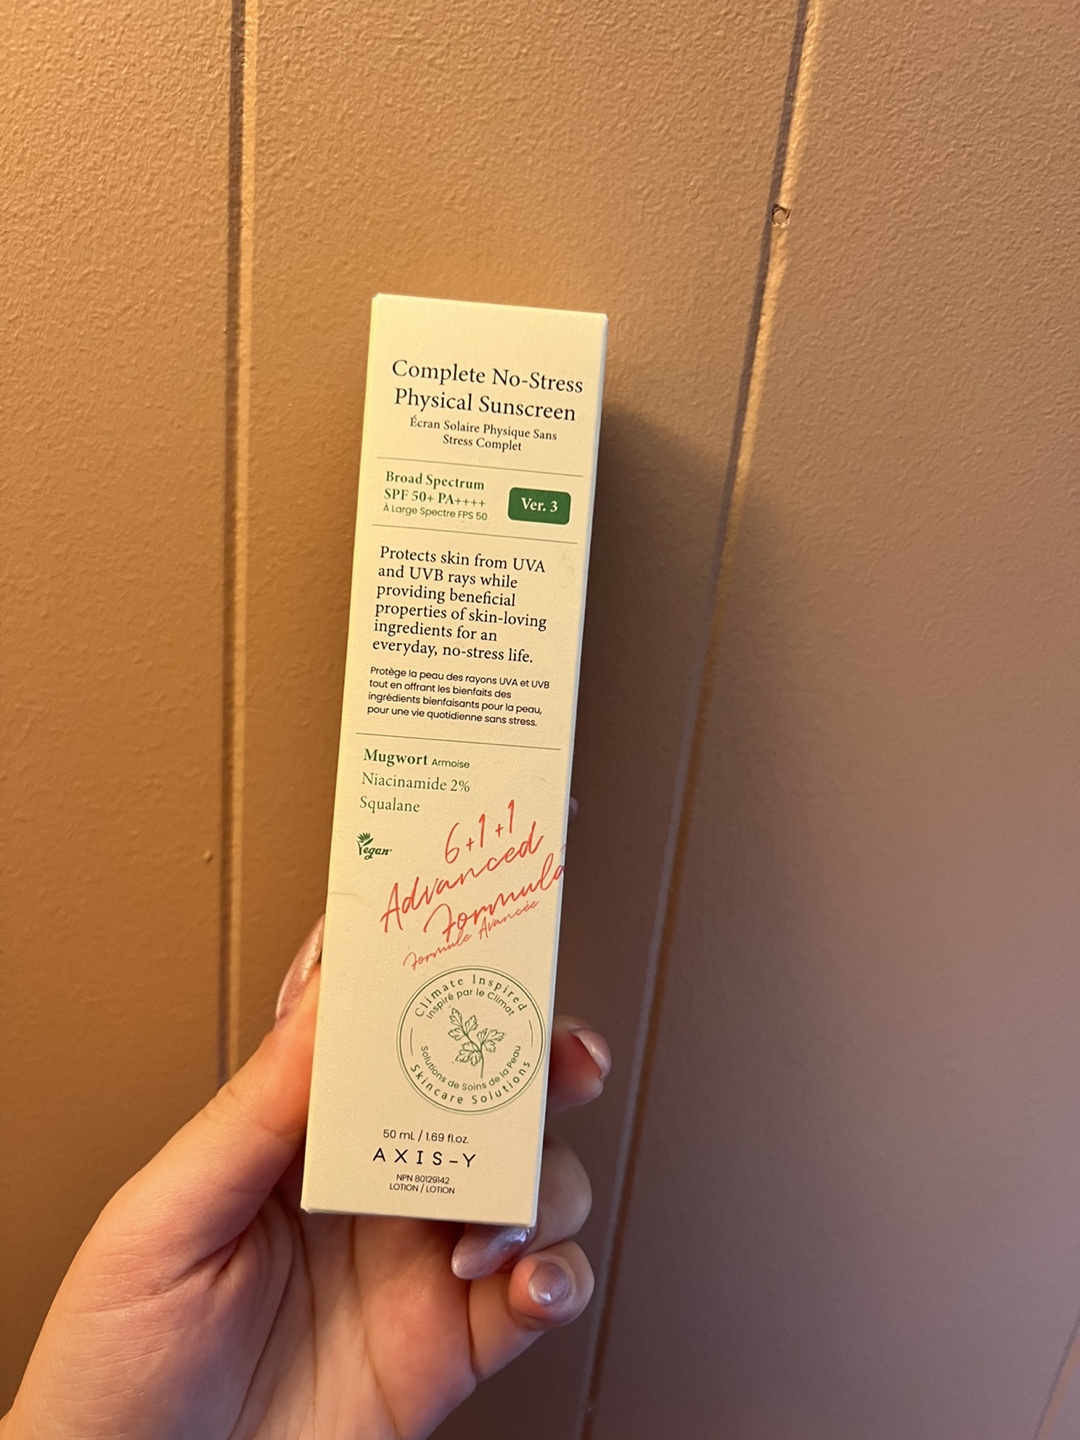 Complete No-Stress
Physical Sunscreen
Écran Solaire Physique Sans
Stress Complet
Broad Spectrum
SPF 50+ PA++++
À Large Spectre FPS 50
Ver. 3
Protects skin from UVA
and UVB rays while
providing beneficial
properties of skin-loving
ingredients for an
everyday, no-stress life.
Protège la peau des rayons UVA et UVB
tout en offrant les bienfaits des
ingrédients bienfaisants pour la peau,
pour une vie quotidienne sans stress.
Mugwort Armoise
Niacinamide 2%
Squalane
Vegan
6+1+1
Advanced
Formula
Formule Avancée
Climate Inspired
Inspiré par le Climat
Solutions de Soins de la Peau
Skincare Solutions
50 mL / 1.69 fl.oz.
AXIS-Y
NPN 80129142
LOTION / LOTION